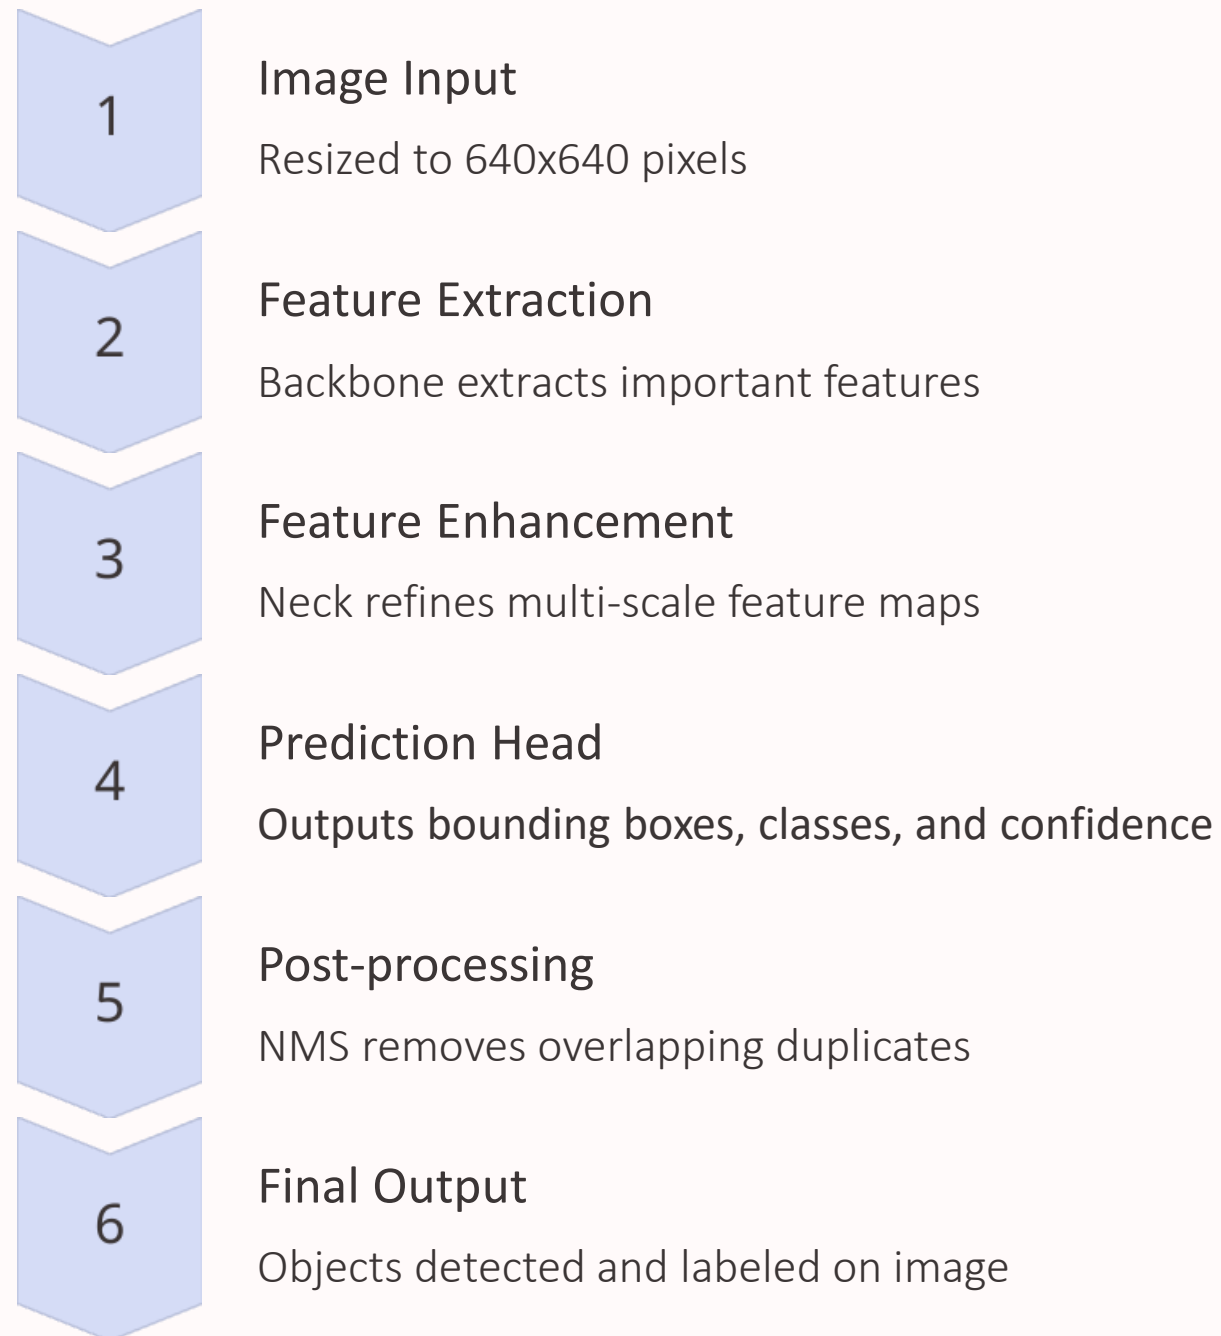 1
Image Input
Resized to 640x640 pixels
2
Feature Extraction
Backbone extracts important features
3
Feature Enhancement
Neck refines multi-scale feature maps
4
Prediction Head
Outputs bounding boxes, classes, and confidence
5
Post-processing
NMS removes overlapping duplicates
6
Final Output
Objects detected and labeled on image